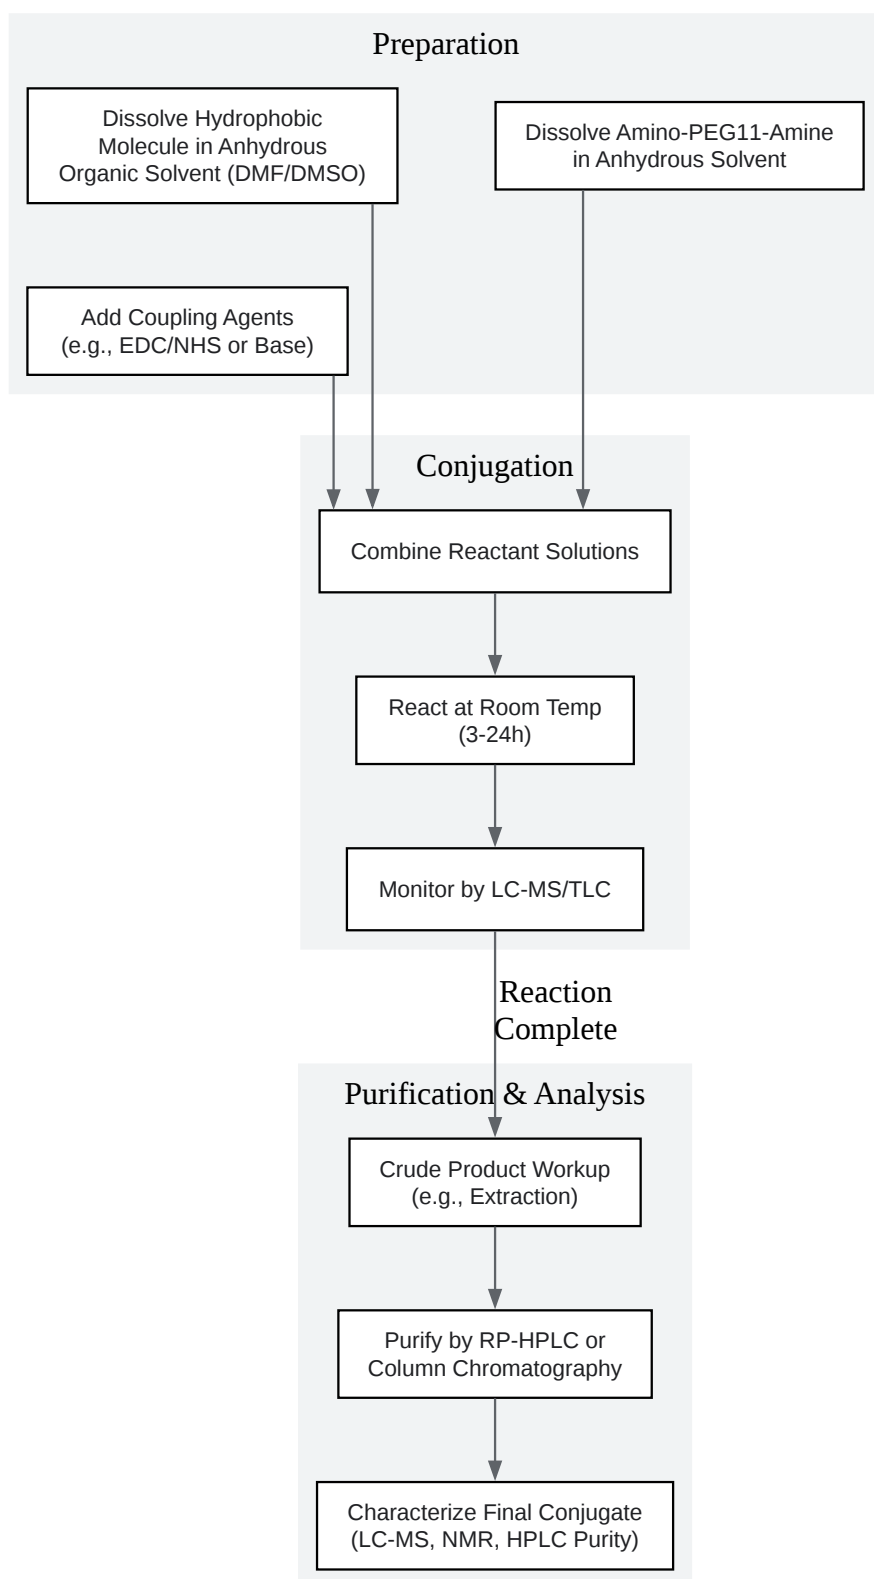 Preparation
Dissolve Hydrophobic
Molecule in Anhydrous
Organic Solvent (DMF/DMSO)
Dissolve Amino-PEG11-Amine
in Anhydrous Solvent
Add Coupling Agents
(e.g., EDC/NHS or Base)
Conjugation
Combine Reactant Solutions
React at Room Temp
(3-24h)
Monitor by LC-MS/TLC
Reaction
Complete
Purification & Analysis
Crude Product Workup
(e.g., Extraction)
Purify by RP-HPLC or
Column Chromatography
Characterize Final Conjugate
(LC-MS, NMR, HPLC Purity)